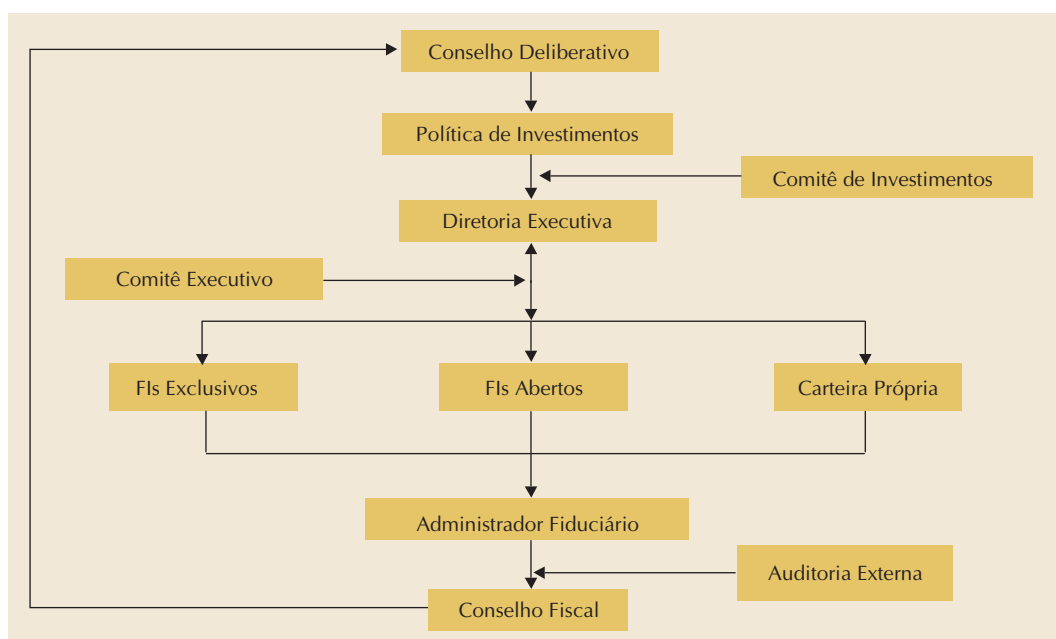 Conselho Deliberativo
Política de Investimentos
Comitê de Investimentos
Diretoria Executiva
Comitê Executivo
FIs Exclusivos
FIs Abertos
Carteira Própria
Administrador Fiduciário
Auditoria Externa
Conselho Fiscal